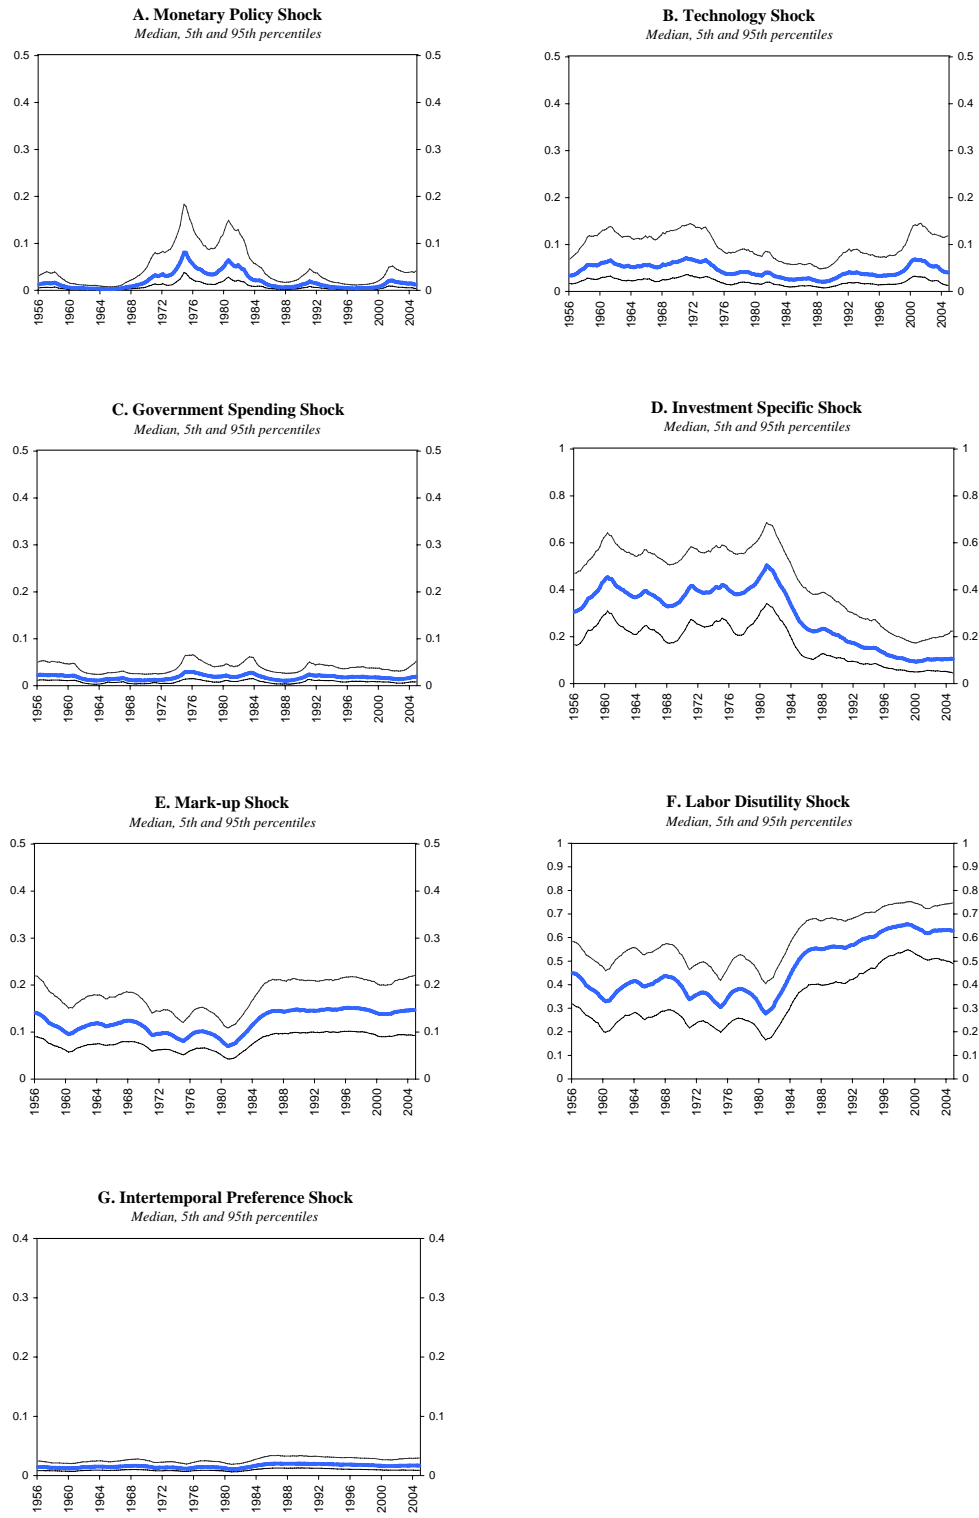 A. Monetary Policy Shock
Median, 5th and 95th percentiles
0.5 0.5
0.4 0.4
0.3 0.3
0.2 0.2
0.1 0.1
0 0
1956 1960 1964 1968 1972 1976 1980 1984 1988 1992 1996 2000 2004
B. Technology Shock
Median, 5th and 95th percentiles
0.5 0.5
0.4 0.4
0.3 0.3
0.2 0.2
0.1 0.1
0 0
1956 1960 1964 1968 1972 1976 1980 1984 1988 1992 1996 2000 2004
C. Government Spending Shock
Median, 5th and 95th percentiles
0.5 0.5
0.4 0.4
0.3 0.3
0.2 0.2
0.1 0.1
0 0
1956 1960 1964 1968 1972 1976 1980 1984 1988 1992 1996 2000 2004
D. Investment Specific Shock
Median, 5th and 95th percentiles
1 1
0.8 0.8
0.6 0.6
0.4 0.4
0.2 0.2
0 0
1956 1960 1964 1968 1972 1976 1980 1984 1988 1992 1996 2000 2004
E. Mark-up Shock
Median, 5th and 95th percentiles
0.5 0.5
0.4 0.4
0.3 0.3
0.2 0.2
0.1 0.1
0 0
1956 1960 1964 1968 1972 1976 1980 1984 1988 1992 1996 2000 2004
F. Labor Disutility Shock
Median, 5th and 95th percentiles
1 1
0.9 0.9
0.8 0.8
0.7 0.7
0.6 0.6
0.5 0.5
0.4 0.4
0.3 0.3
0.2 0.2
0.1 0.1
0 0
1956 1960 1964 1968 1972 1976 1980 1984 1988 1992 1996 2000 2004
G. Intertemporal Preference Shock
Median, 5th and 95th percentiles
0.4 0.4
0.3 0.3
0.2 0.2
0.1 0.1
0 0
1956 1960 1964 1968 1972 1976 1980 1984 1988 1992 1996 2000 2004